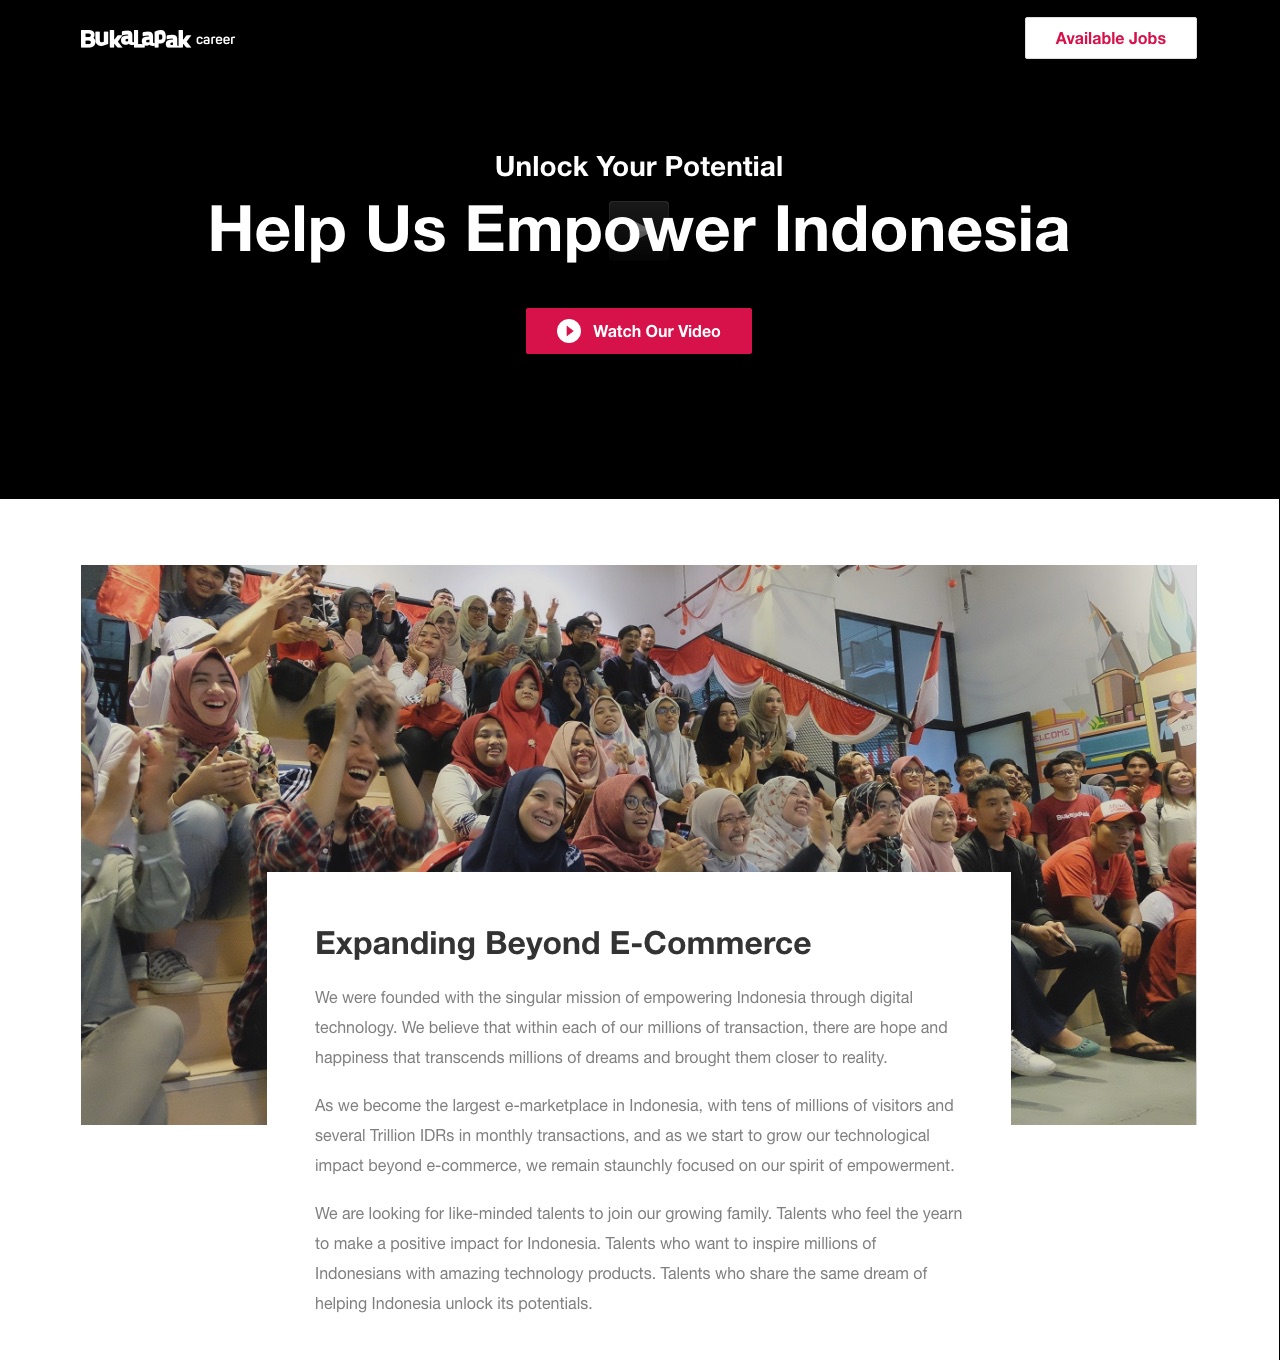 BukaLapak career
Available Jobs
Unlock Your Potential
Help Us Empower Indonesia
Watch Our Video
WELCOME
Bukalapak
Expanding Beyond E-Commerce
We were founded with the singular mission of empowering Indonesia through digital
technology. We believe that within each of our millions of transaction, there are hope and
happiness that transcends millions of dreams and brought them closer to reality.
As we become the largest e-marketplace in Indonesia, with tens of millions of visitors and
several Trillion IDRs in monthly transactions, and as we start to grow our technological
impact beyond e-commerce, we remain staunchly focused on our spirit of empowerment.
We are looking for like-minded talents to join our growing family. Talents who feel the yearn
to make a positive impact for Indonesia. Talents who want to inspire millions of
Indonesians with amazing technology products. Talents who share the same dream of
helping Indonesia unlock its potentials.